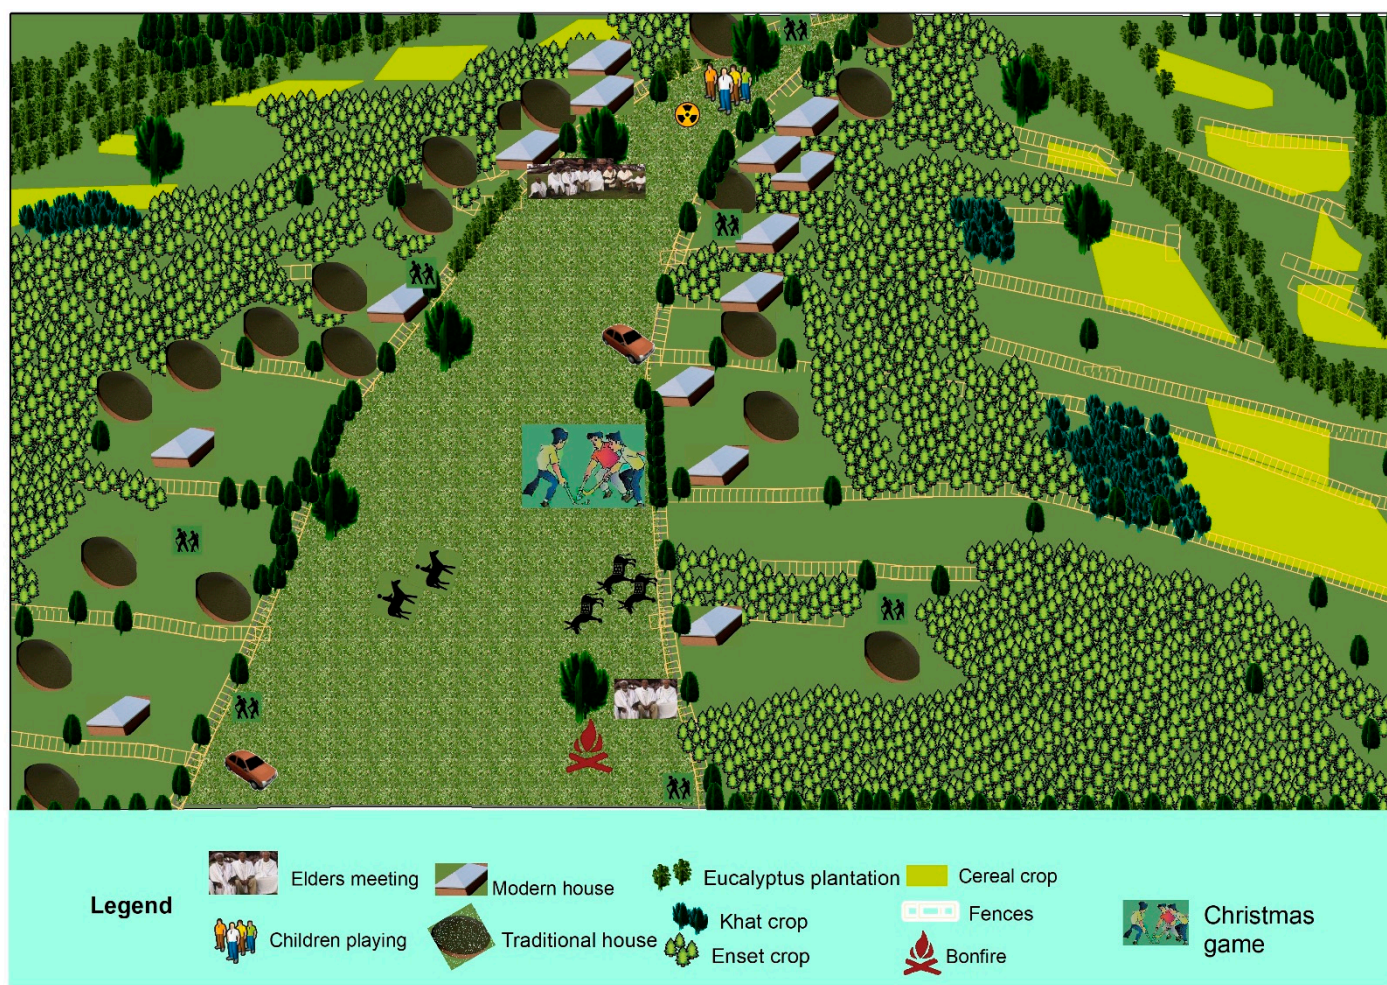 Legend
Elders meeting
Modern house
Eucalyptus plantation
Cereal crop
Children playing
Traditional house
Khat crop
Enset crop
Fences
Bonfire
Christmas
game